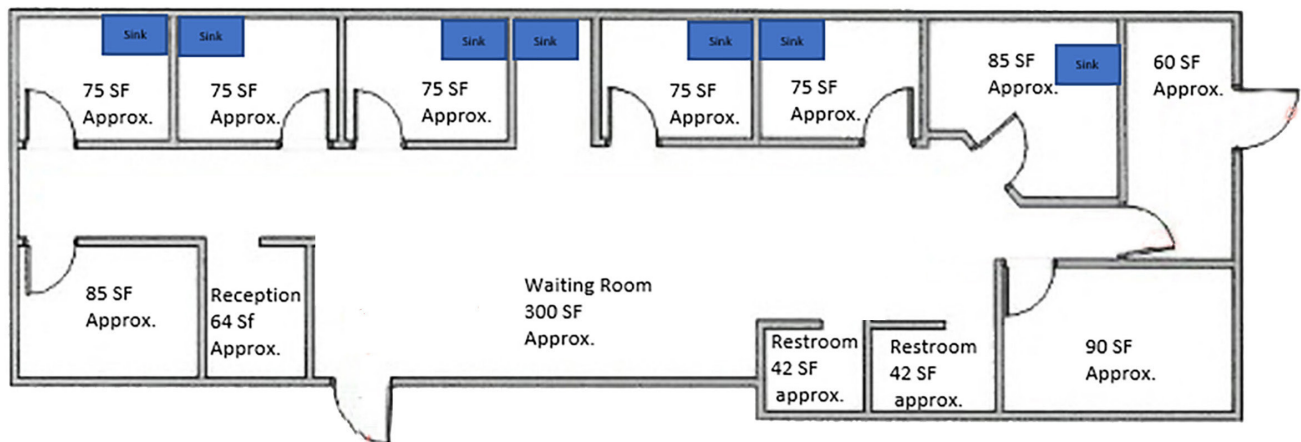 Sink
Sink
Sink
Sink
Sink
Sink
Sink
75 SF
Approx.
75 SF
Approx.
75 SF
Approx.
75 SF
Approx.
75 SF
Approx.
85 SF
Approx.
60 SF
Approx.
85 SF
Approx.
Reception
64 Sf
Approx.
Waiting Room
300 SF
Approx.
Restroom
42 SF
approx.
Restroom
42 SF
approx.
90 SF
Approx.